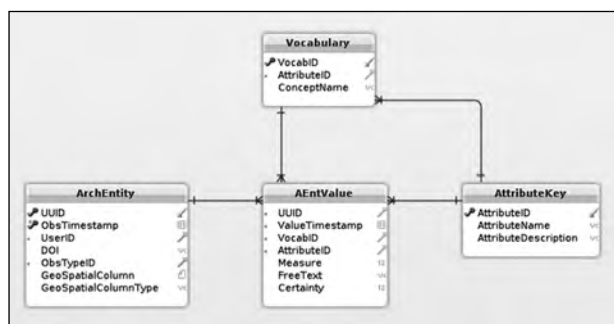 Vocabulary
VocabID
AttributeID
ConceptName
ArchEntity
UUID
ObsTimestamp
UserID
DOI
ObsTypeID
GeoSpatialColumn
GeoSpatialColumnType
AEntValue
UUID
ValueTimestamp
VocabID
AttributeID
Measure
FreeText
Certainty
AttributeKey
AttributeID
AttributeName
AttributeDescription